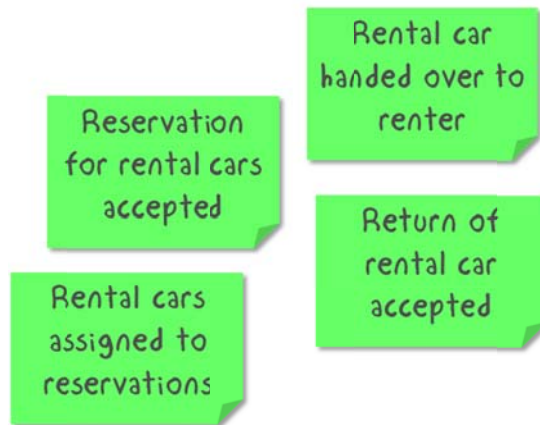 Rental car
handed over to
renter
Reservation
for rental cars
accepted
Return of
rental car
accepted
Rental cars
assigned to
reservations